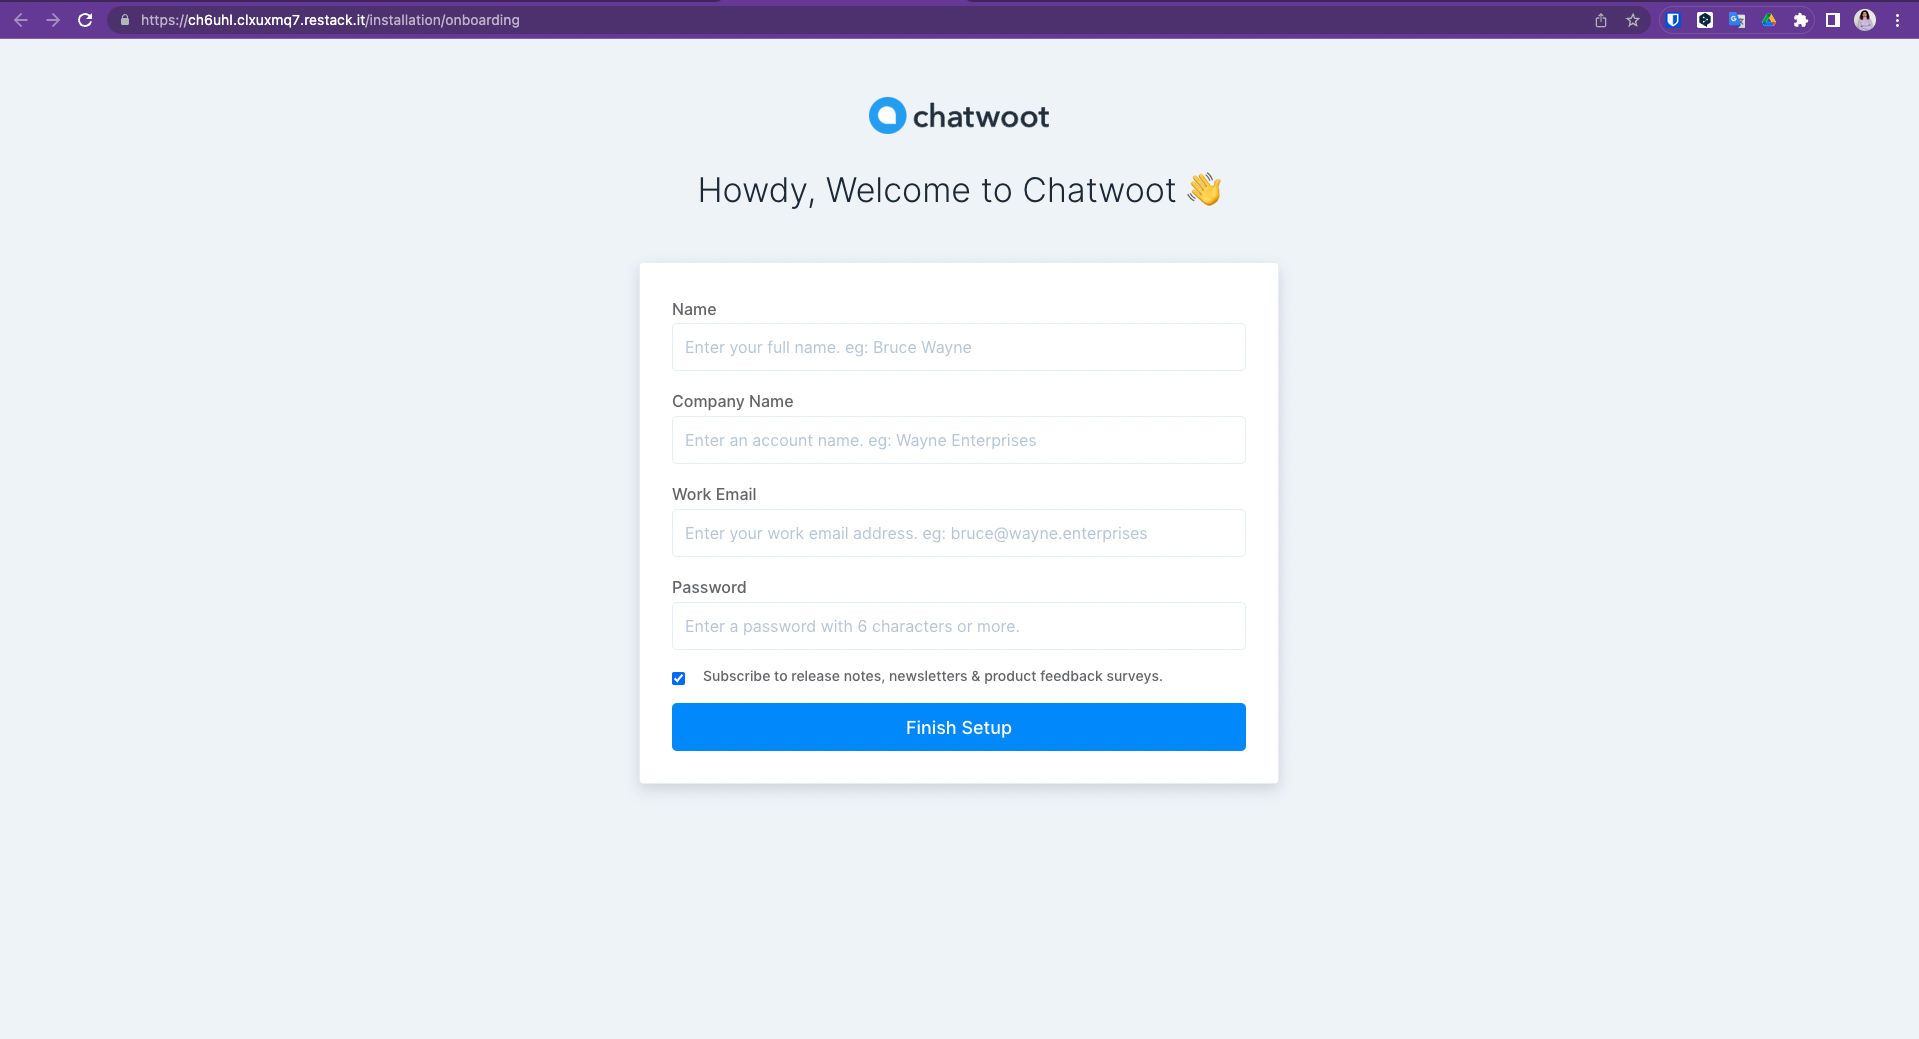 https://ch6uhl.clxuxmq7.restack.it/installation/onboarding
chatwoot
Howdy, Welcome to Chatwoot 👋
Name
Enter your full name. eg: Bruce Wayne
Company Name
Enter an account name. eg: Wayne Enterprises
Work Email
Enter your work email address. eg: bruce@wayne.enterprises
Password
Enter a password with 6 characters or more.
Subscribe to release notes, newsletters & product feedback surveys.
Finish Setup